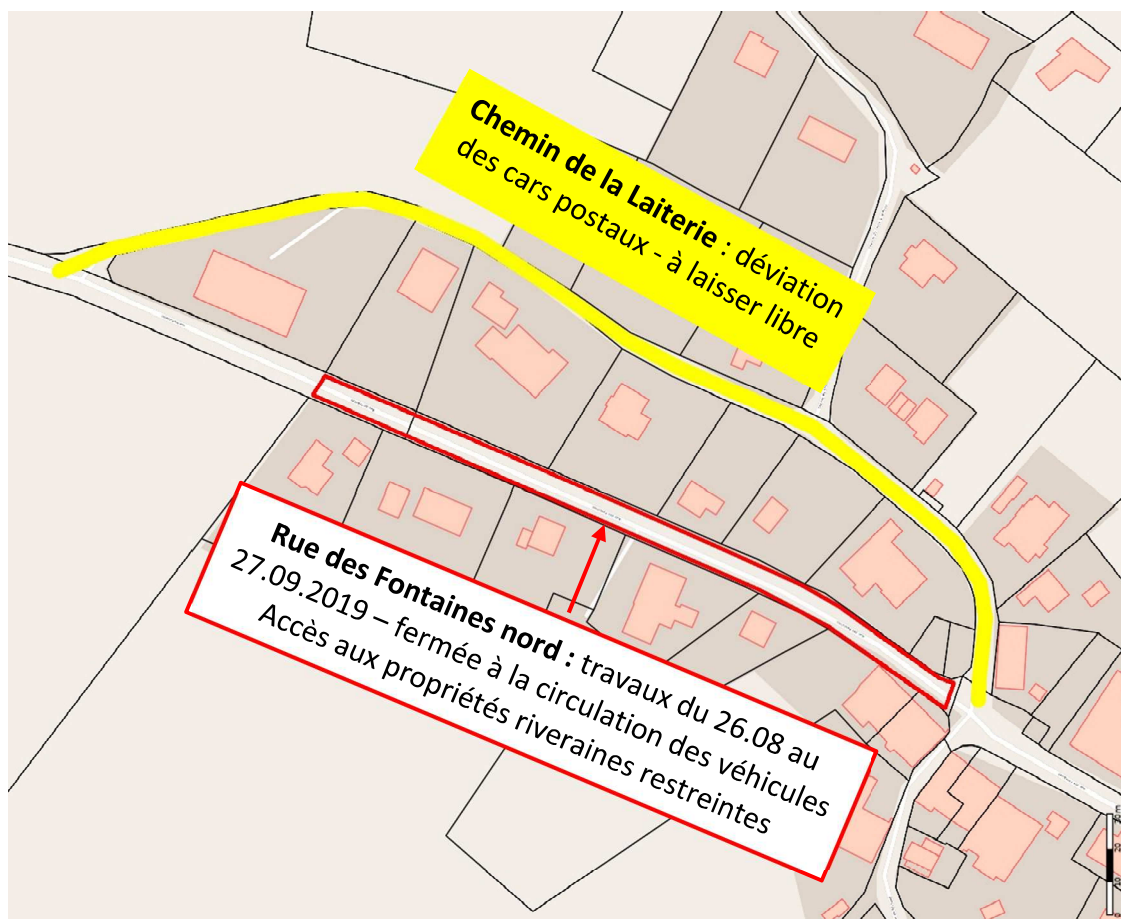 Chemin de la Laiterie : déviation
des cars postaux - à laisser libre
Rue des Fontaines nord : travaux du 26.08 au
27.09.2019 – fermée à la circulation des véhicules
Accès aux propriétés riveraines restreintes